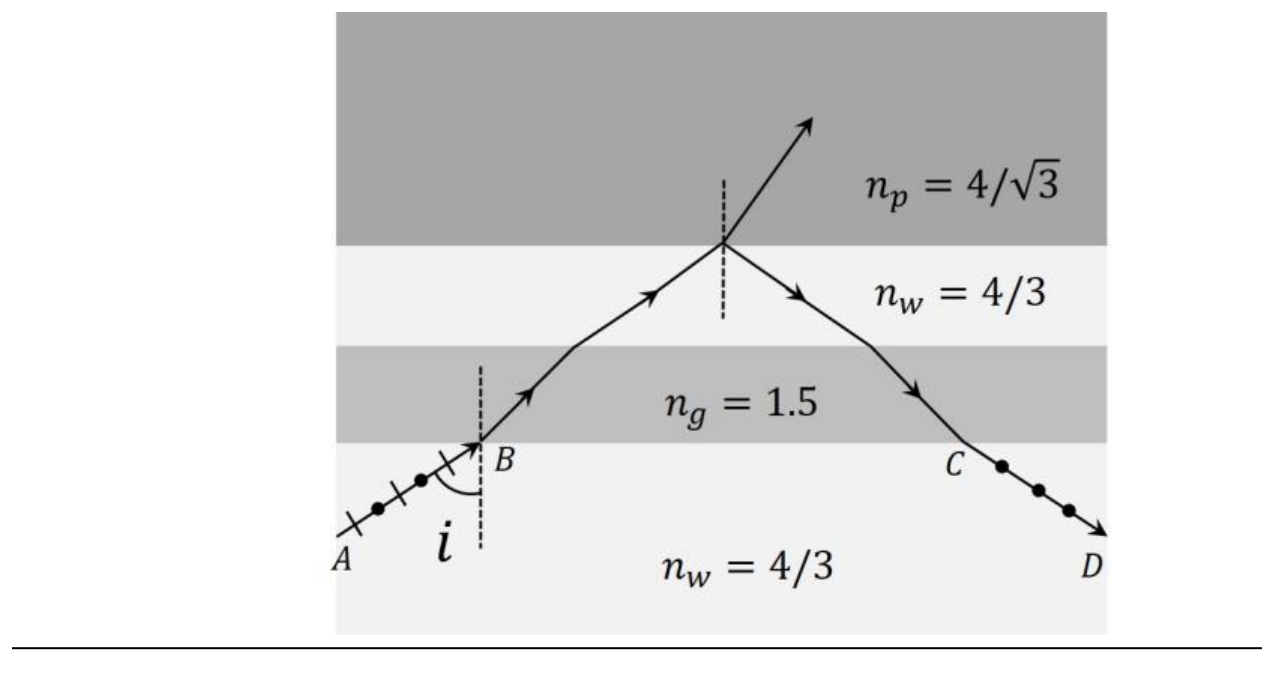 n_p = 4/√3
n_w = 4/3
n_g = 1.5
B
C
i
A
n_w = 4/3
D